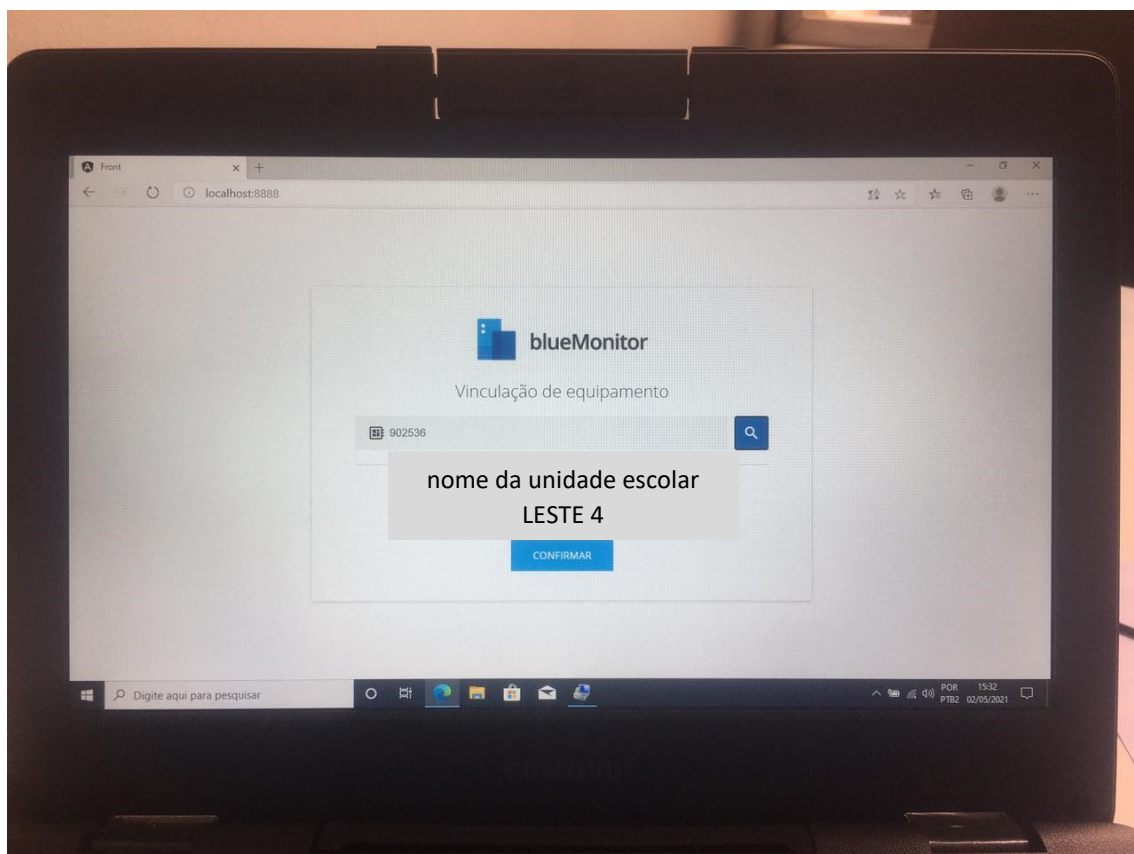 Front
localhost:8888
blueMonitor
Vinculação de equipamento
902536
nome da unidade escolar
LESTE 4
CONFIRMAR
Digite aqui para pesquisar
POR 15:32
PTB2 02/05/2021
POSITIVO